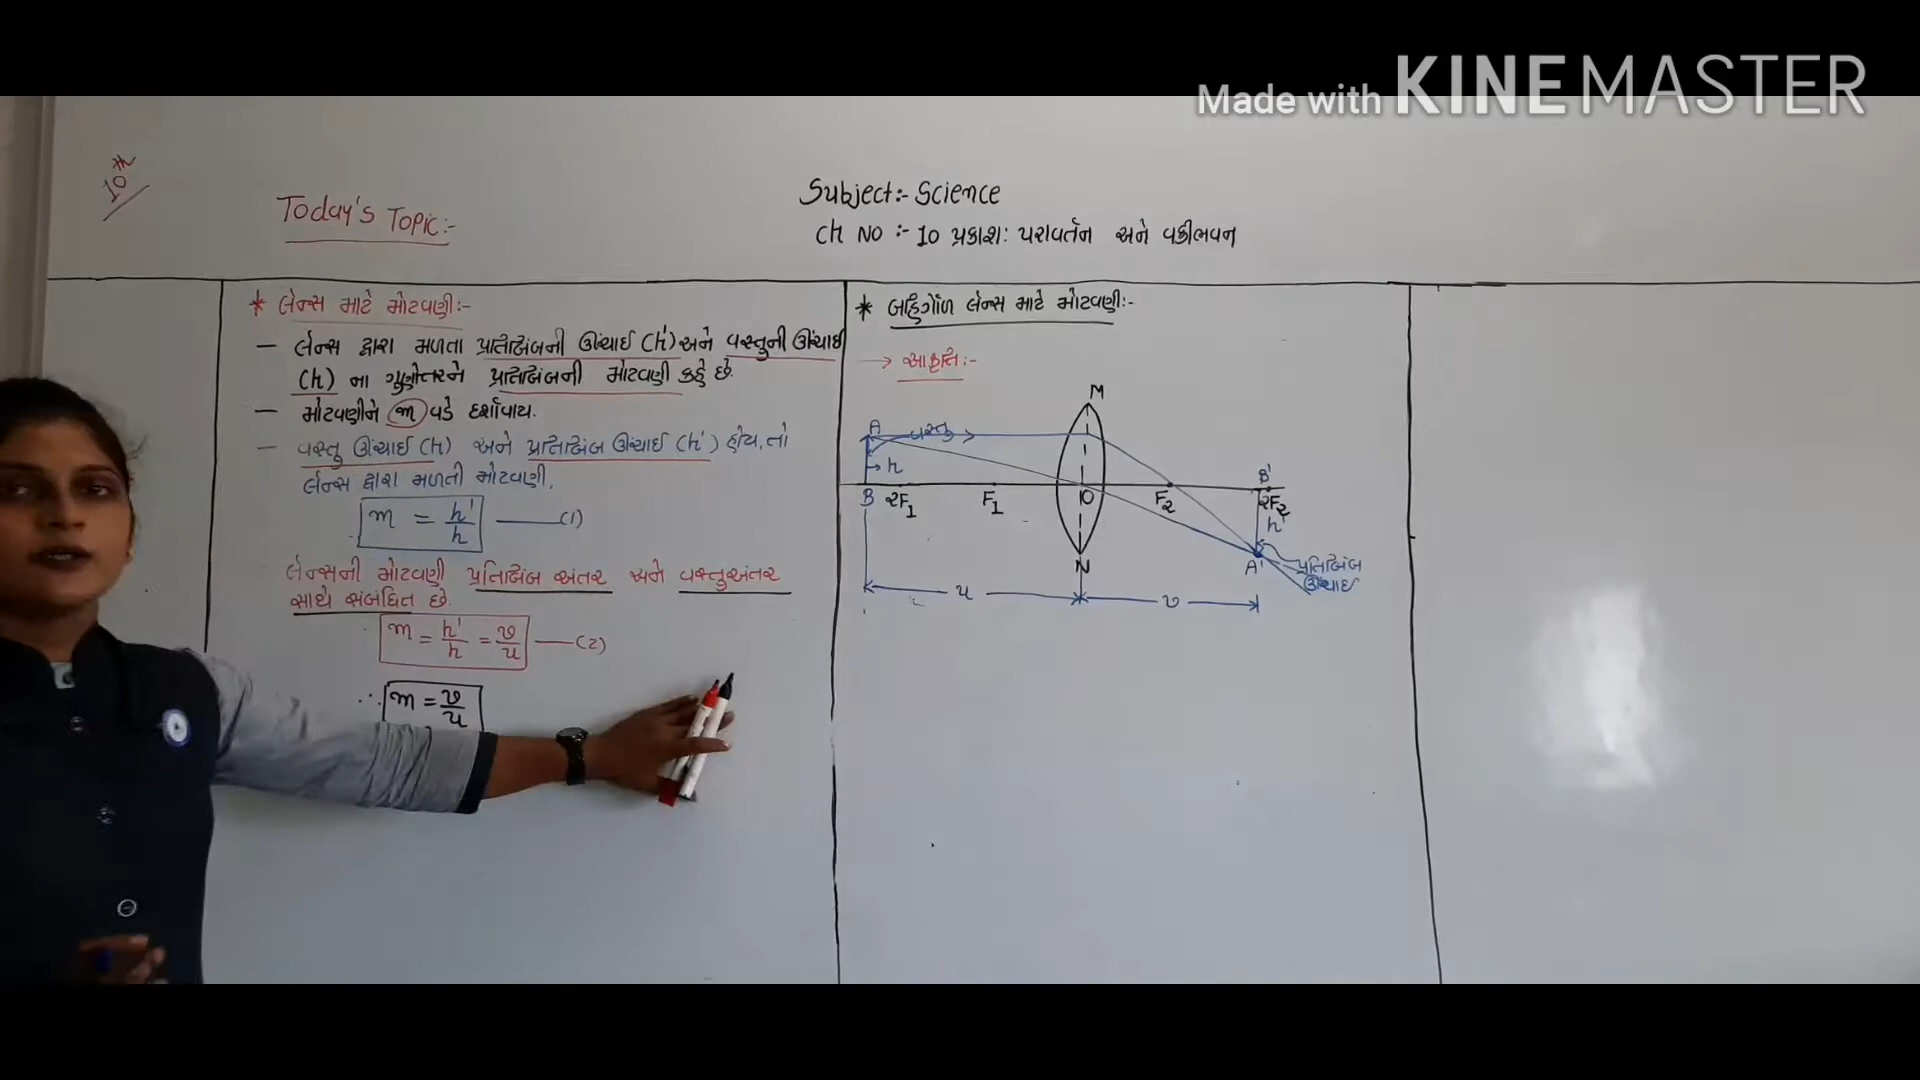 Made with KINEMASTER
10th
Today's Topic:-
Subject:- Science
Ch No :- 10 પ્રકાશ: પરાવર્તન અને વક્રીભવન
* લેન્સ માટે મોટવણી:-
– લેન્સ દ્વારા મળતા પ્રતિબિંબની ઊંચાઈ (h') અને વસ્તુની ઊંચાઈ
(h) ના ગુણોત્તરને પ્રતિબિંબની મોટવણી કહે છે.
– મોટવણીને m વડે દર્શાવાય.
– વસ્તુ ઊંચાઈ (h) અને પ્રતિબિંબ ઊંચાઈ (h') હોય, તો
લેન્સ દ્વારા મળતી મોટવણી,
m = h'/h —— (1)
લેન્સની મોટવણી પ્રતિબિંબ અંતર અને વસ્તુઅંતર
સાથે સંબંધિત છે.
m = h'/h = v/u —— (2)
∴ m = v/u
* બહિર્ગોળ લેન્સ માટે મોટવણી:-
→ આકૃતિ:-
M
A વસ્તુ
h
B'
B 2F1 F1 O F2 2F2
h'
N A' પ્રતિબિંબ
ઊંચાઈ
u v